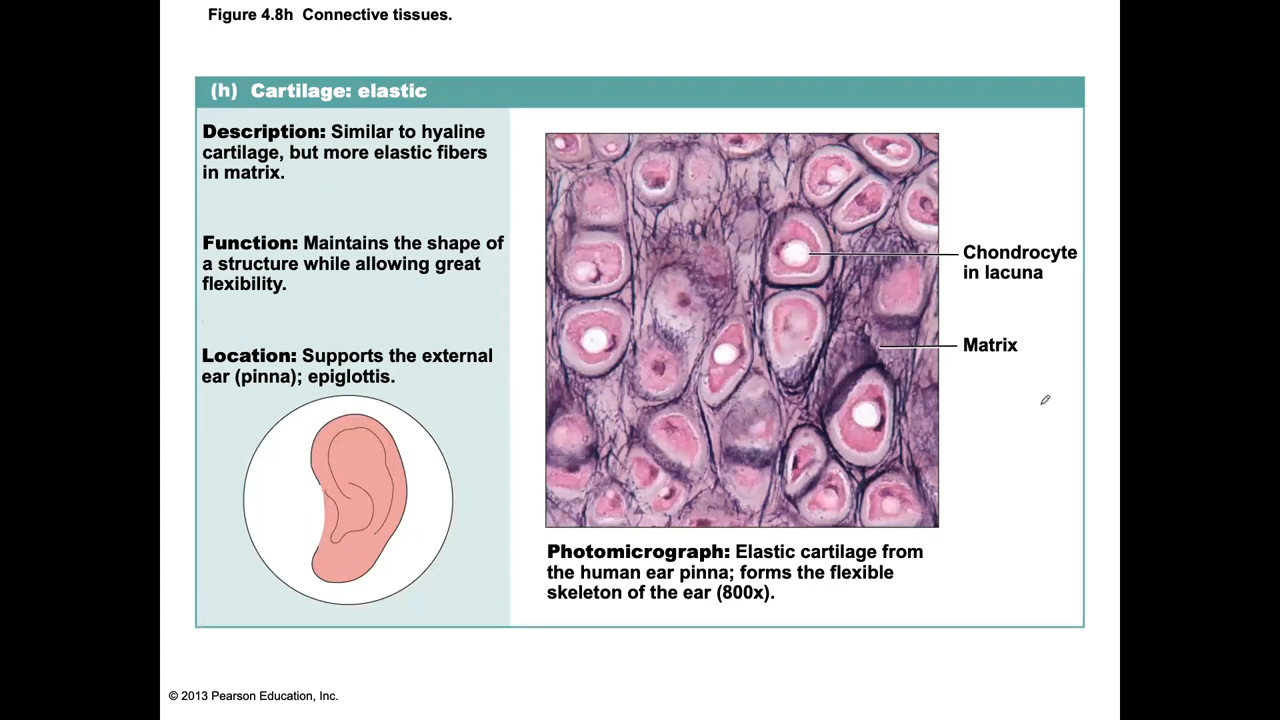 Figure 4.8h Connective tissues.
(h) Cartilage: elastic
Description: Similar to hyaline
cartilage, but more elastic fibers
in matrix.
Function: Maintains the shape of
a structure while allowing great
flexibility.
Location: Supports the external
ear (pinna); epiglottis.
Chondrocyte
in lacuna
Matrix
Photomicrograph: Elastic cartilage from
the human ear pinna; forms the flexible
skeleton of the ear (800x).
© 2013 Pearson Education, Inc.